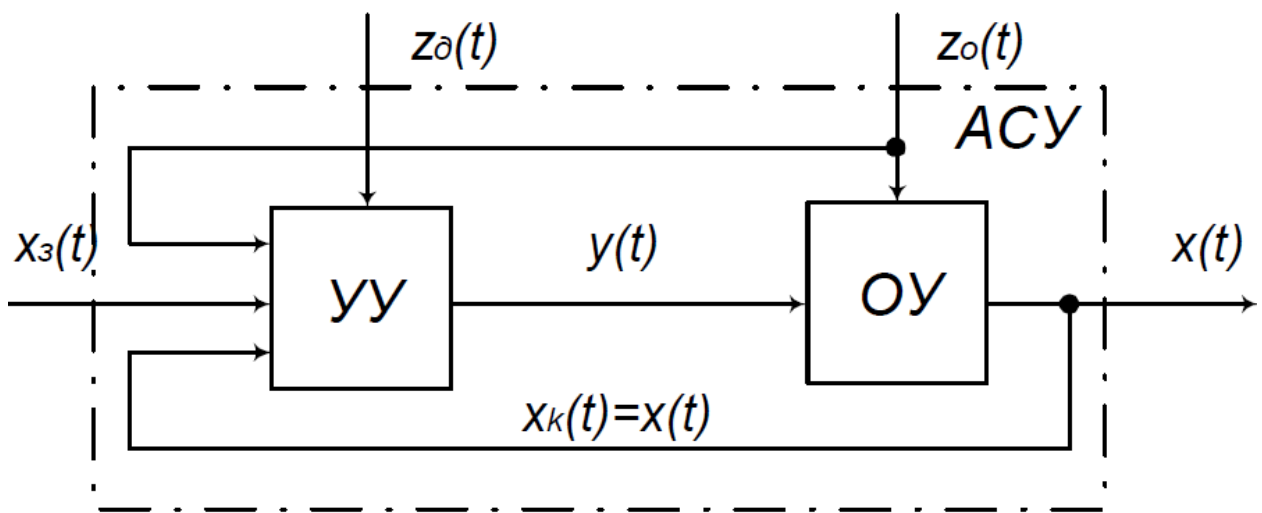 zд(t)
zо(t)
АСУ
xз(t)
y(t)
x(t)
УУ
ОУ
xk(t)=x(t)